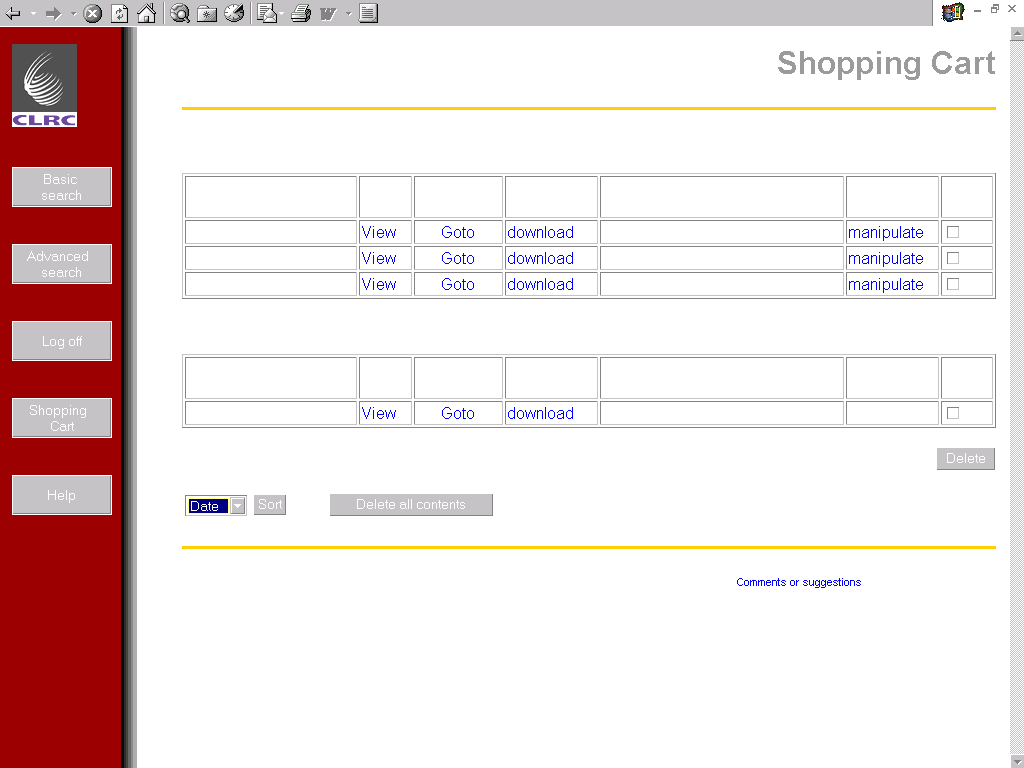 Shopping Cart
CLRC
Basic
search
Advanced
search
Log off
Shopping
Cart
Help
View Goto download manipulate
View Goto download manipulate
View Goto download manipulate
View Goto download
Delete
Date Sort Delete all contents
Comments or suggestions